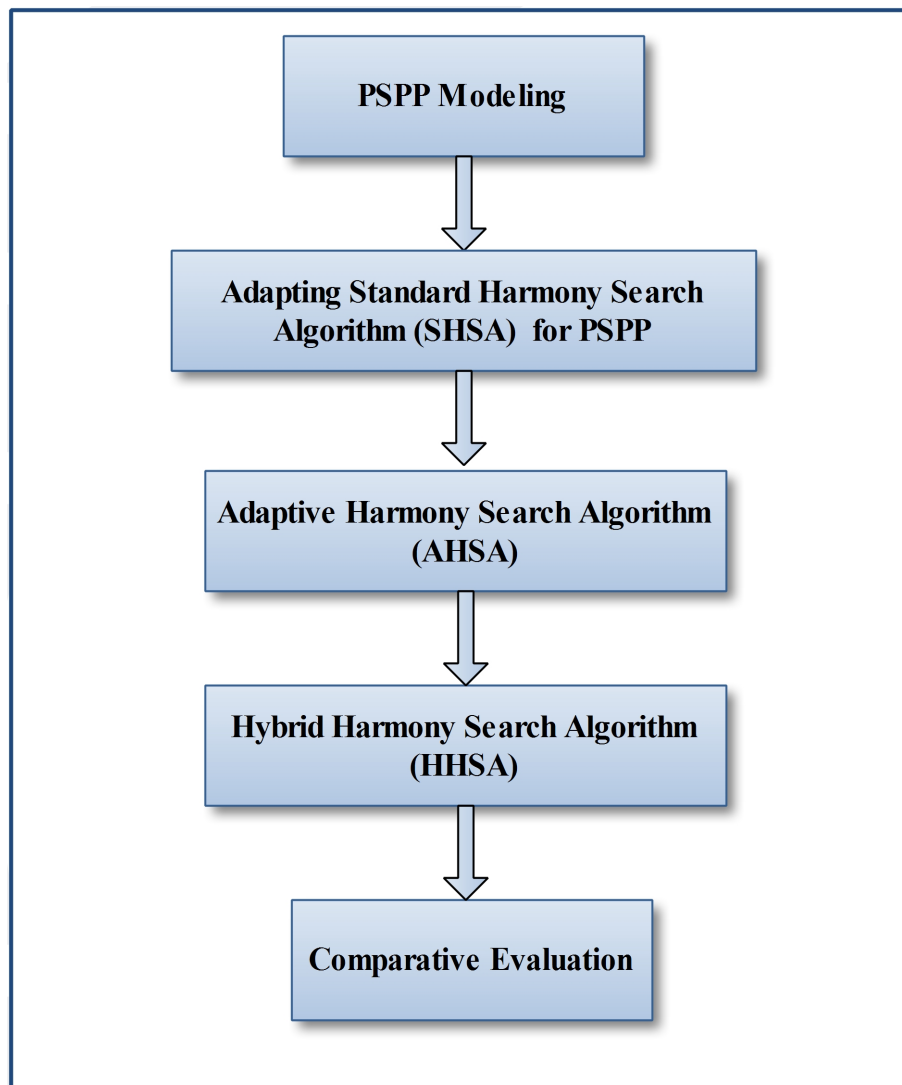 PSPP Modeling
Adapting Standard Harmony Search
Algorithm (SHSA) for PSPP
Adaptive Harmony Search Algorithm
(AHSA)
Hybrid Harmony Search Algorithm
(HHSA)
Comparative Evaluation